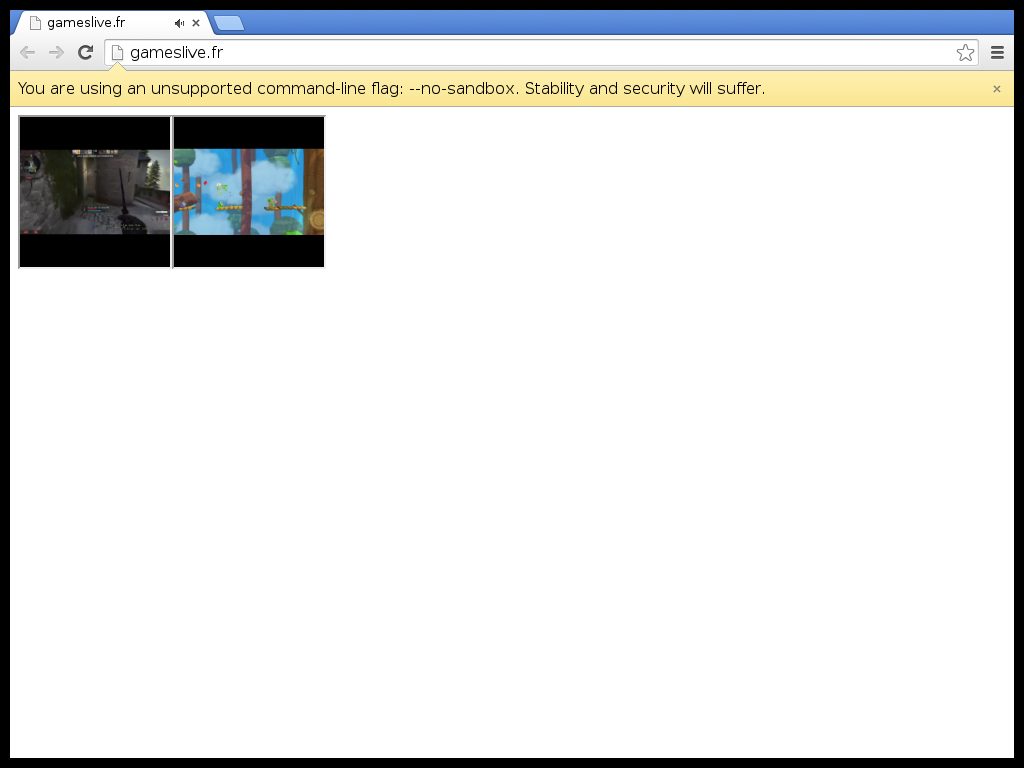 gameslive.fr
gameslive.fr
You are using an unsupported command-line flag: --no-sandbox. Stability and security will suffer.